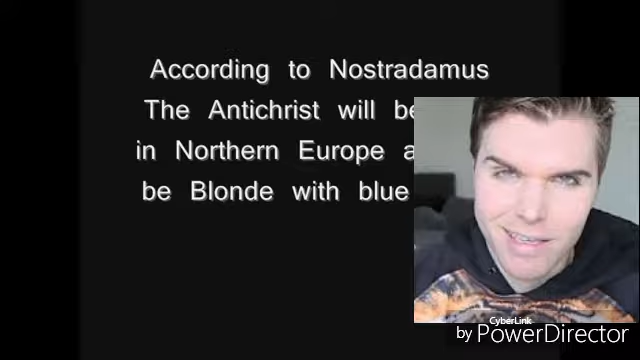 According to Nostradamus
The Antichrist will
in Northern Europe
be Blonde with blue
CyberLink
by PowerDirector